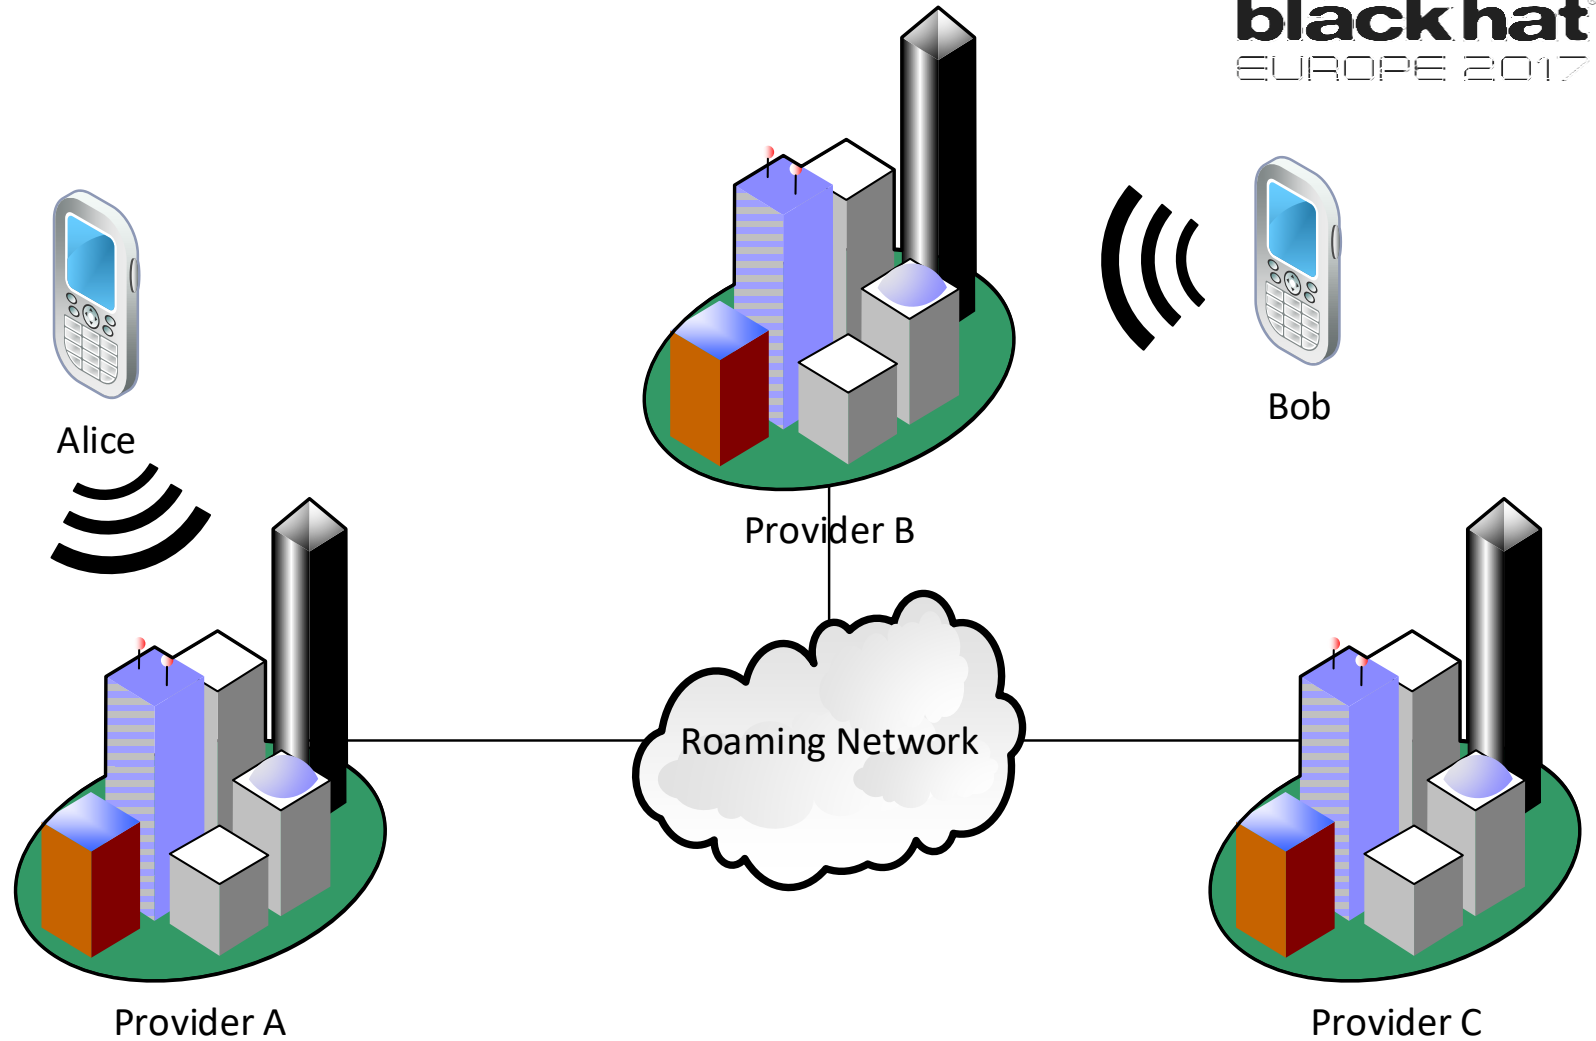 black hat
EUROPE 2017
Alice
Bob
Provider B
Roaming Network
Provider A
Provider C